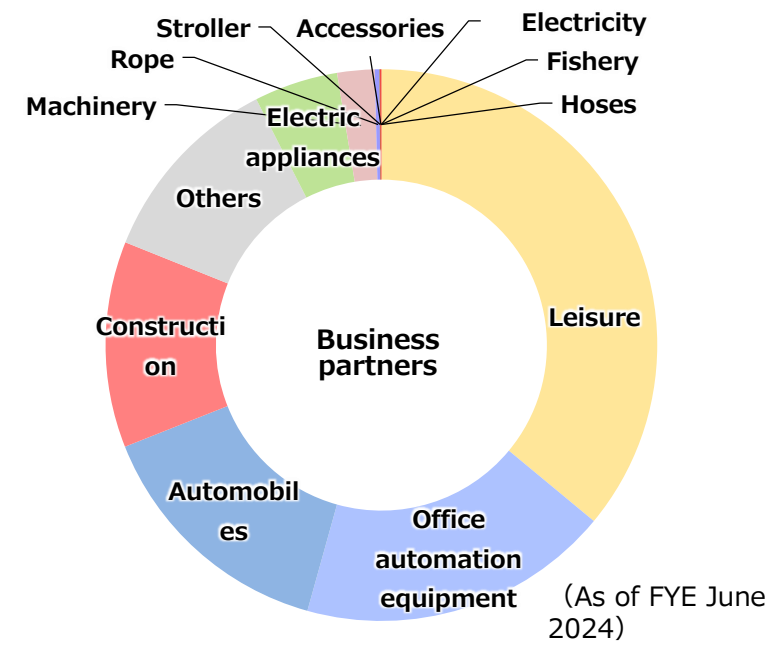 Stroller
Accessories
Electricity
Rope
Fishery
Machinery
Hoses
Electric
appliances
Others
Leisure
Constructi
on
Business
partners
Automobil
es
Office
automation
equipment
（As of FYE June
2024）